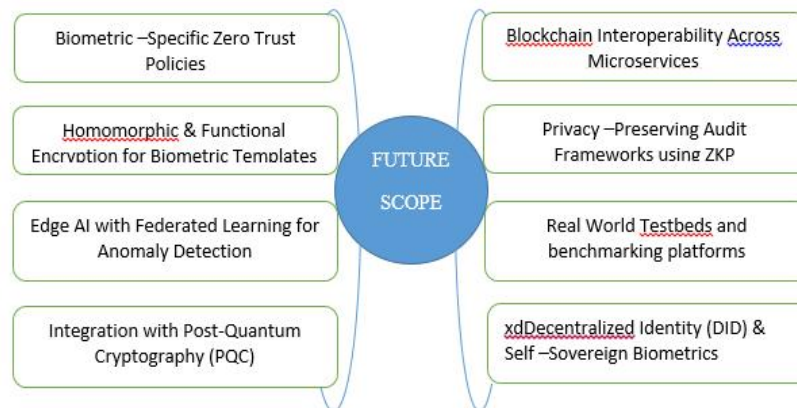 Biometric –Specific Zero Trust
Policies
Homomorphic & Functional
Encryption for Biometric Templates
Edge AI with Federated Learning for
Anomaly Detection
Integration with Post-Quantum
Cryptography (PQC)
FUTURE
SCOPE
Blockchain Interoperability Across
Microservices
Privacy –Preserving Audit
Frameworks using ZKP
Real World Testbeds and
benchmarking platforms
xdDecentralized Identity (DID) &
Self –Sovereign Biometrics